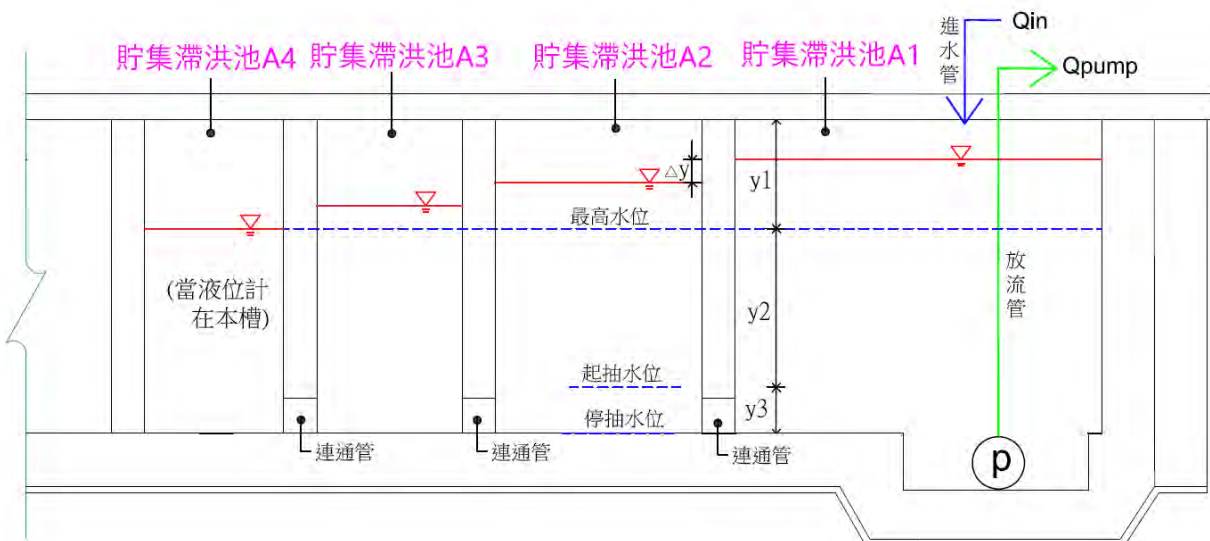 貯集滯洪池A4
貯集滯洪池A3
貯集滯洪池A2
貯集滯洪池A1
進水管
Qin
Qpump
△y
y1
最高水位
(當液位計
在本槽)
y2
放流管
起抽水位
y3
停抽水位
連通管
連通管
連通管
p